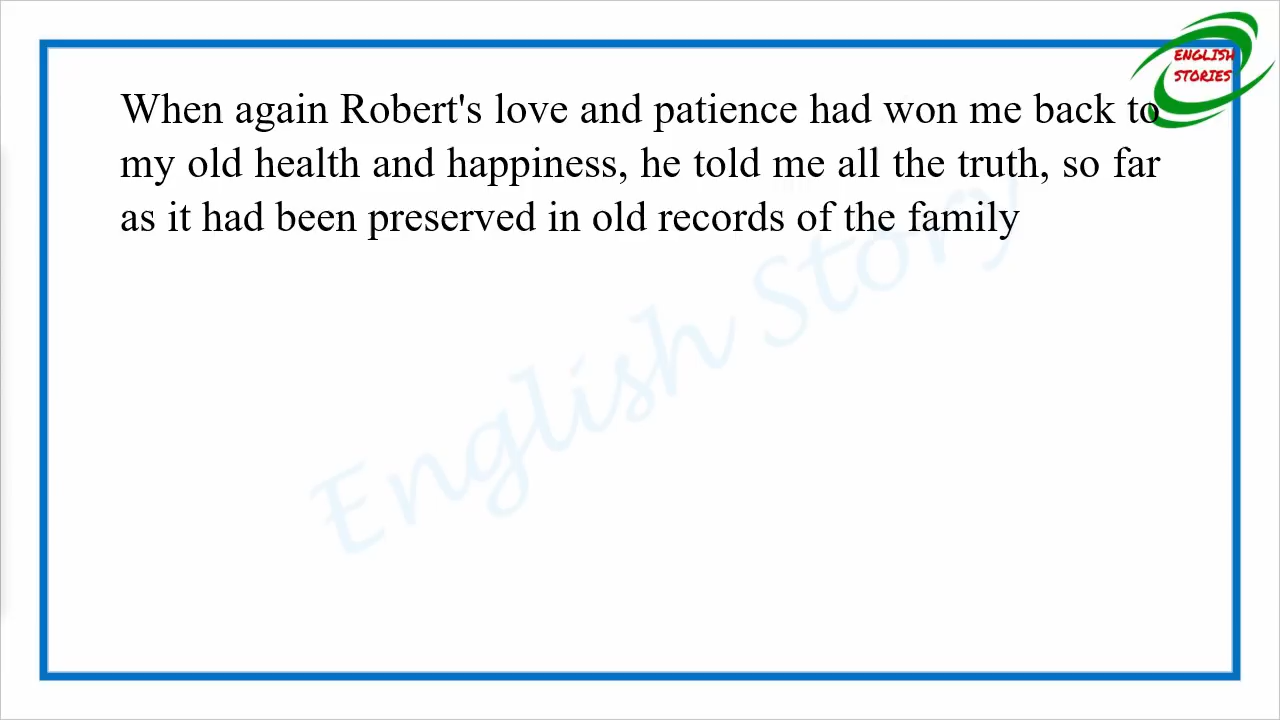 ENGLISH
STORIES
When again Robert's love and patience had won me back to
my old health and happiness, he told me all the truth, so far
as it had been preserved in old records of the family
English Story